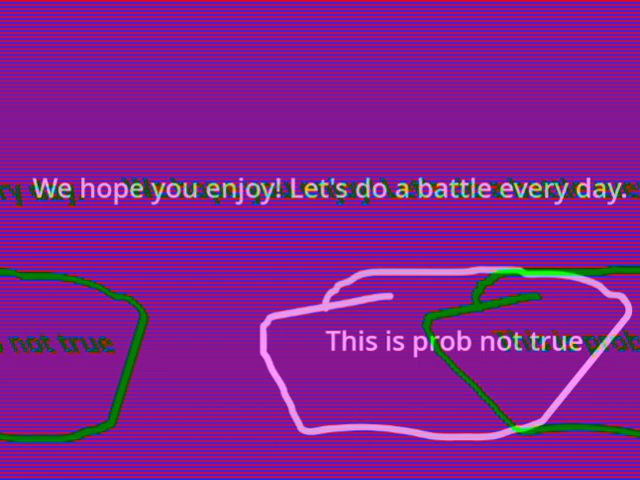 We hope you enjoy! Let's do a battle every day.
This is prob not true